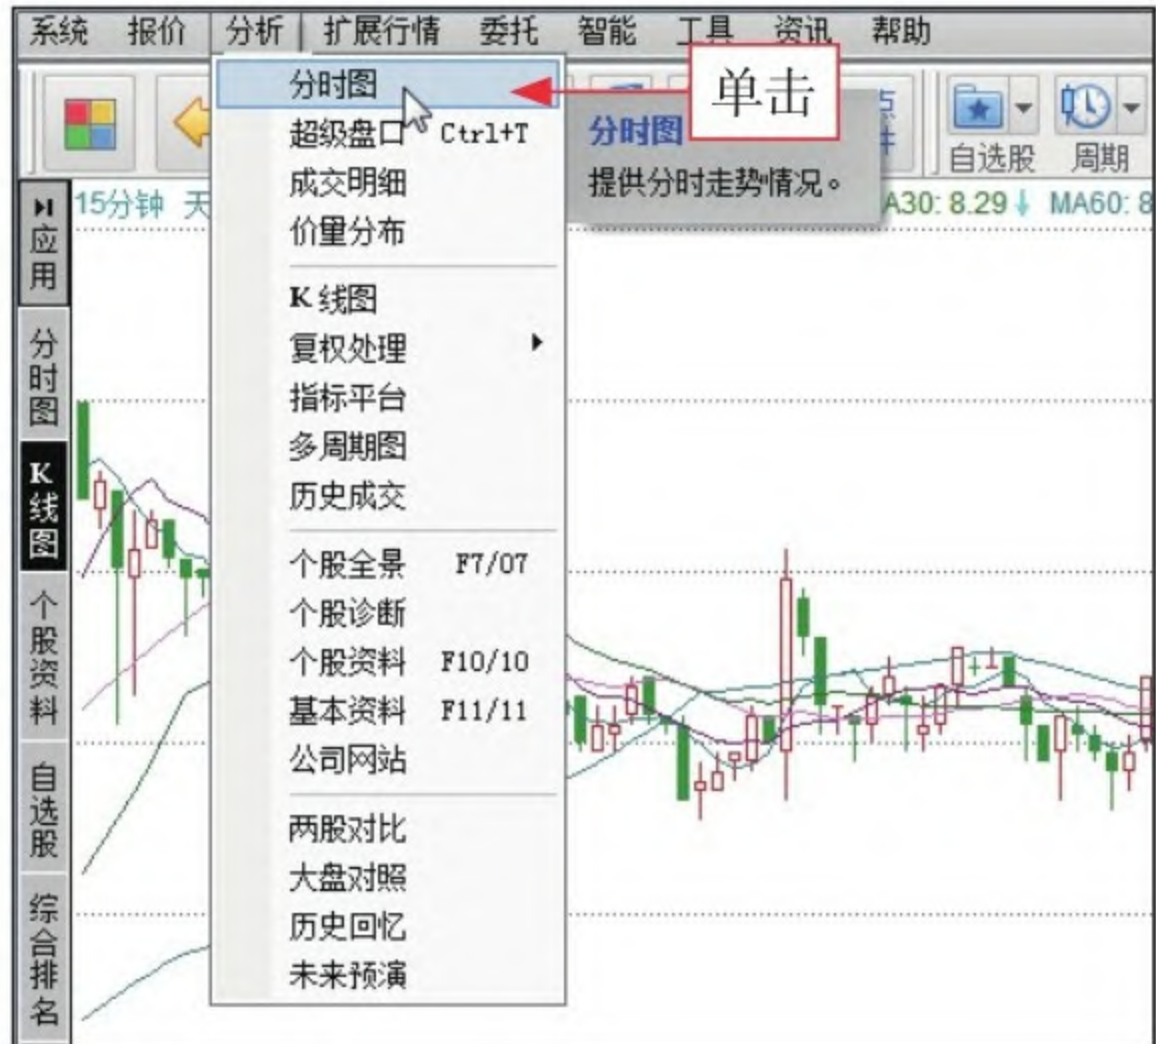 系统 报价 分析 扩展行情 委托 智能 工具 资讯 帮助
单击
自选股 周期
分时图
超级盘口 Ctrl+T
成交明细
价量分布
K线图
复权处理
指标平台
多周期图
历史成交
个股全景 F7/07
个股诊断
个股资料 F10/10
基本资料 F11/11
公司网站
两股对比
大盘对照
历史回忆
未来预演
分时图
提供分时走势情况。
15分钟 天
A30: 8.29↓ MA60: 8
应用
分时图
K线图
个股资料
自选股
综合排名